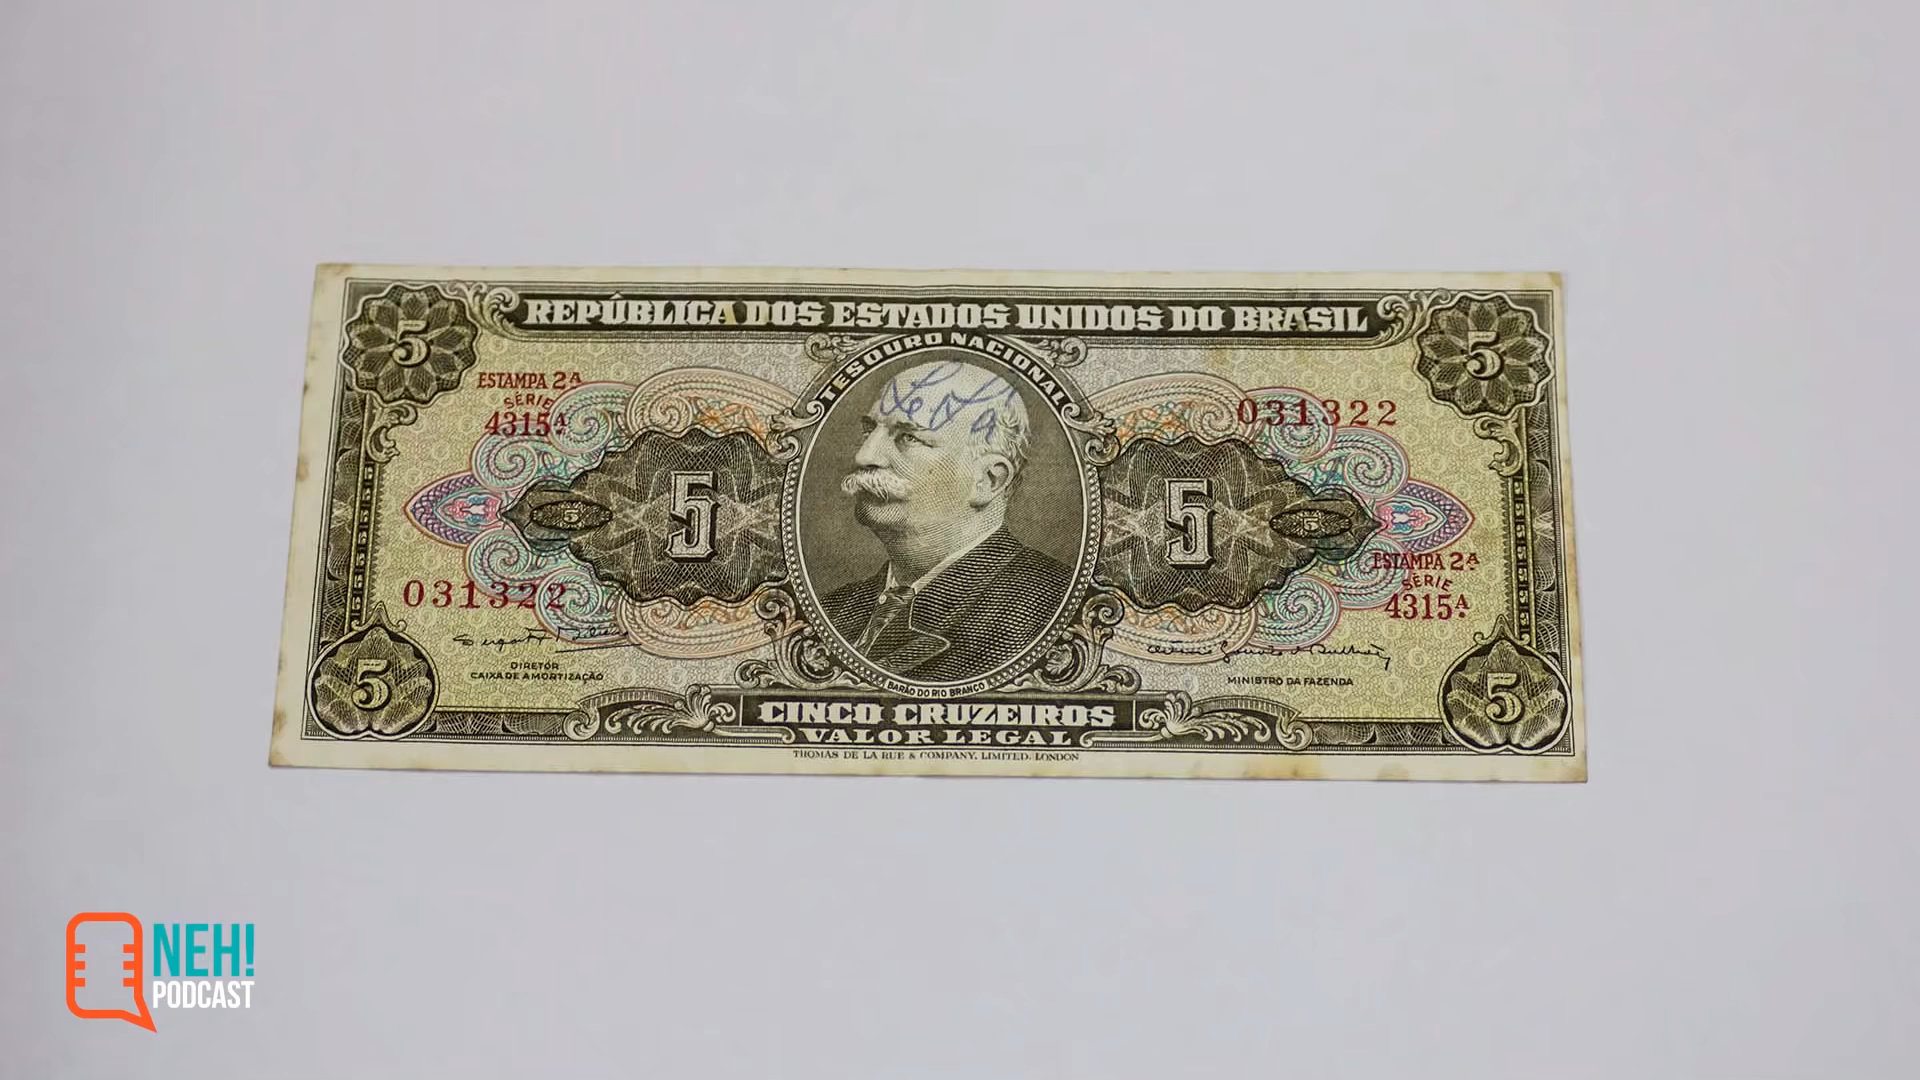 REPÚBLICA DOS ESTADOS UNIDOS DO BRASIL
TESOURO NACIONAL
5
5
ESTAMPA 2ª
SÉRIE
4315ª
031322
5
5
5
5
031322
ESTAMPA 2ª
SÉRIE
4315ª
DIRETOR
CAIXA DE AMORTIZAÇÃO
MINISTRO DA FAZENDA
BARÃO DO RIO BRANCO
5
5
CINCO CRUZEIROS
VALOR LEGAL
THOMAS DE LA RUE & COMPANY, LIMITED, LONDON
NEH!
PODCAST